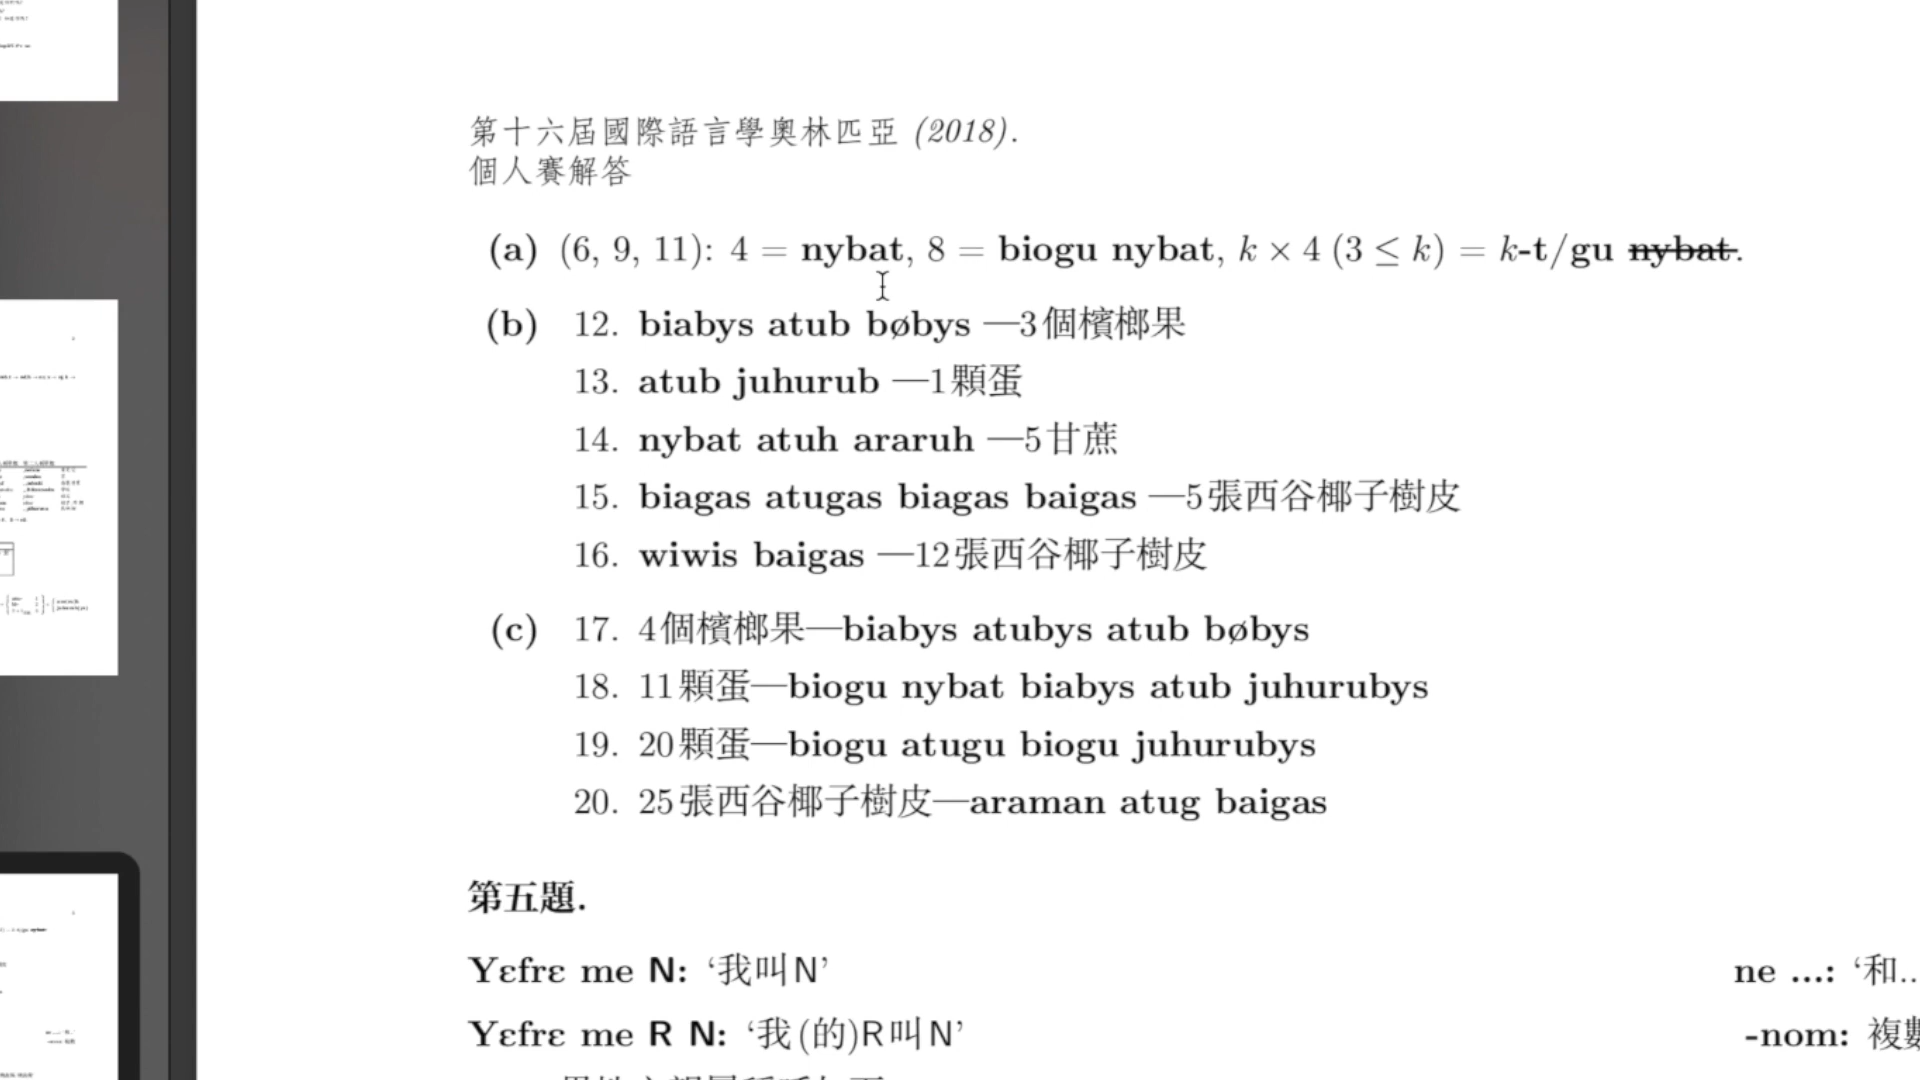 第十六屆國際語言學奧林匹亞 (2018).
個人賽解答
(a) (6, 9, 11): 4 = nybat, 8 = biogu nybat, k × 4 (3 ≤ k) = k-t/gu nybat.
(b) 12. biabys atub bøbys —3個檳榔果
13. atub juhurub —1顆蛋
14. nybat atuh araruh —5甘蔗
15. biagas atugas biagas baigas —5張西谷椰子樹皮
16. wiwis baigas —12張西谷椰子樹皮
(c) 17. 4個檳榔果—biabys atubys atub bøbys
18. 11顆蛋—biogu nybat biabys atub juhurubys
19. 20顆蛋—biogu atugu biogu juhurubys
20. 25張西谷椰子樹皮—araman atug baigas
第五題.
Yɛfrɛ me N: ‘我叫N’ ne ...: ‘和..
Yɛfrɛ me R N: ‘我(的)R叫N’ -nom: 複數